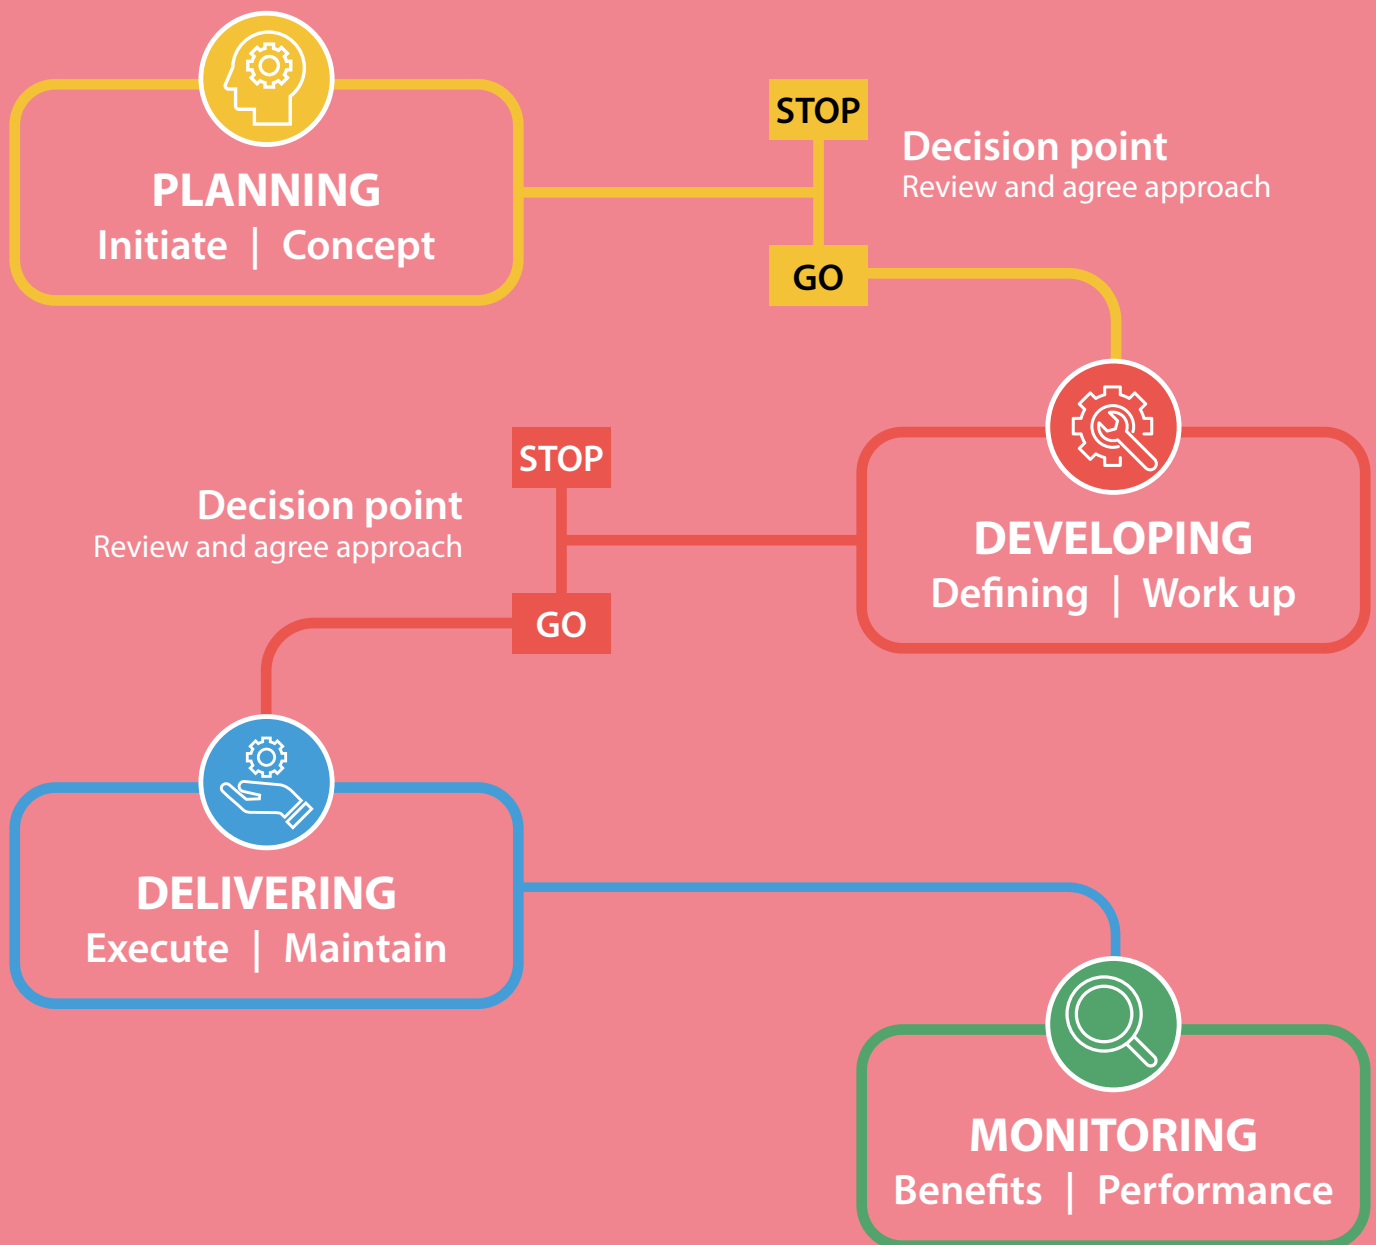 PLANNING
Initiate | Concept
STOP
Decision point
Review and agree approach
GO
DEVELOPING
Defining | Work up
STOP
Decision point
Review and agree approach
GO
DELIVERING
Execute | Maintain
MONITORING
Benefits | Performance